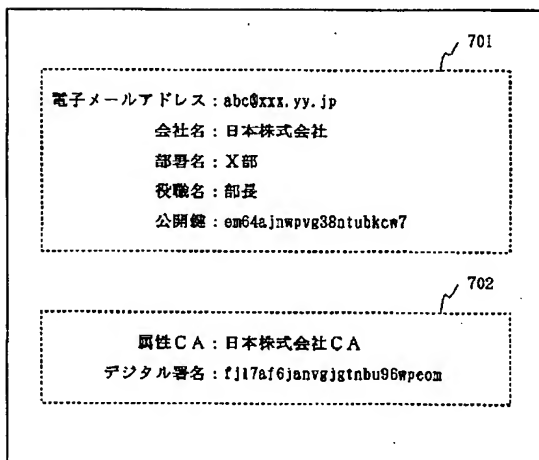 701
電子メールアドレス：abc@xxx.yy.jp
会社名：日本株式会社
部署名：X部
役職名：部長
公開鍵：em64ajnwpvg38ntubkcw7
702
属性CA：日本株式会社CA
デジタル署名：fjl7af6janvgjgtnbu96wpeom